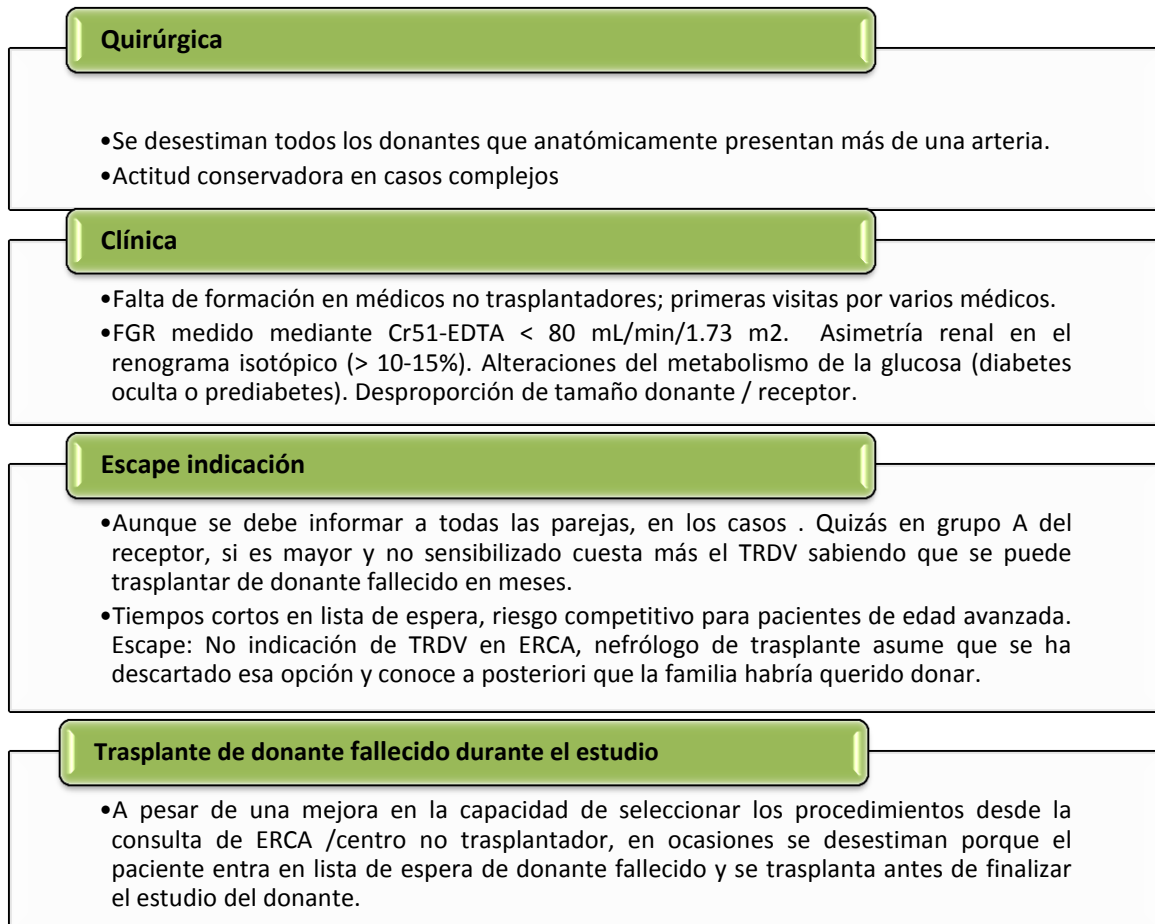 Quirúrgica
•Se desestiman todos los donantes que anatómicamente presentan más de una arteria.
•Actitud conservadora en casos complejos
Clínica
•Falta de formación en médicos no trasplantadores; primeras visitas por varios médicos.
•FGR medido mediante Cr51-EDTA < 80 mL/min/1.73 m2. Asimetría renal en el
renograma isotópico (> 10-15%). Alteraciones del metabolismo de la glucosa (diabetes
oculta o prediabetes). Desproporción de tamaño donante / receptor.
Escape indicación
•Aunque se debe informar a todas las parejas, en los casos . Quizás en grupo A del
receptor, si es mayor y no sensibilizado cuesta más el TRDV sabiendo que se puede
trasplantar de donante fallecido en meses.
•Tiempos cortos en lista de espera, riesgo competitivo para pacientes de edad avanzada.
Escape: No indicación de TRDV en ERCA, nefrólogo de trasplante asume que se ha
descartado esa opción y conoce a posteriori que la familia habría querido donar.
Trasplante de donante fallecido durante el estudio
•A pesar de una mejora en la capacidad de seleccionar los procedimientos desde la
consulta de ERCA /centro no trasplantador, en ocasiones se desestiman porque el
paciente entra en lista de espera de donante fallecido y se trasplanta antes de finalizar
el estudio del donante.